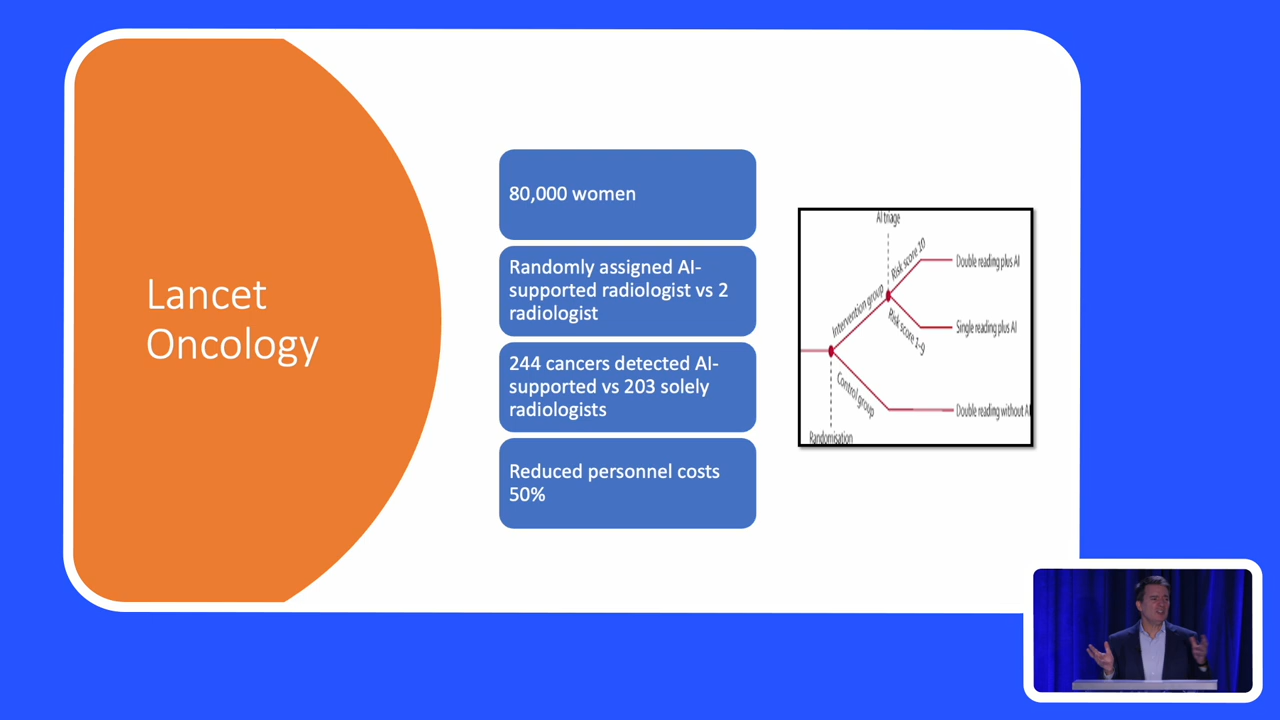 Lancet
Oncology
80,000 women
Randomly assigned AI-
supported radiologist vs 2
radiologist
244 cancers detected AI-
supported vs 203 solely
radiologists
Reduced personnel costs
50%
AI triage
Risk score 10
Double reading plus AI
Intervention group
Risk score 1–9
Single reading plus AI
Control group
Double reading without AI
Randomisation